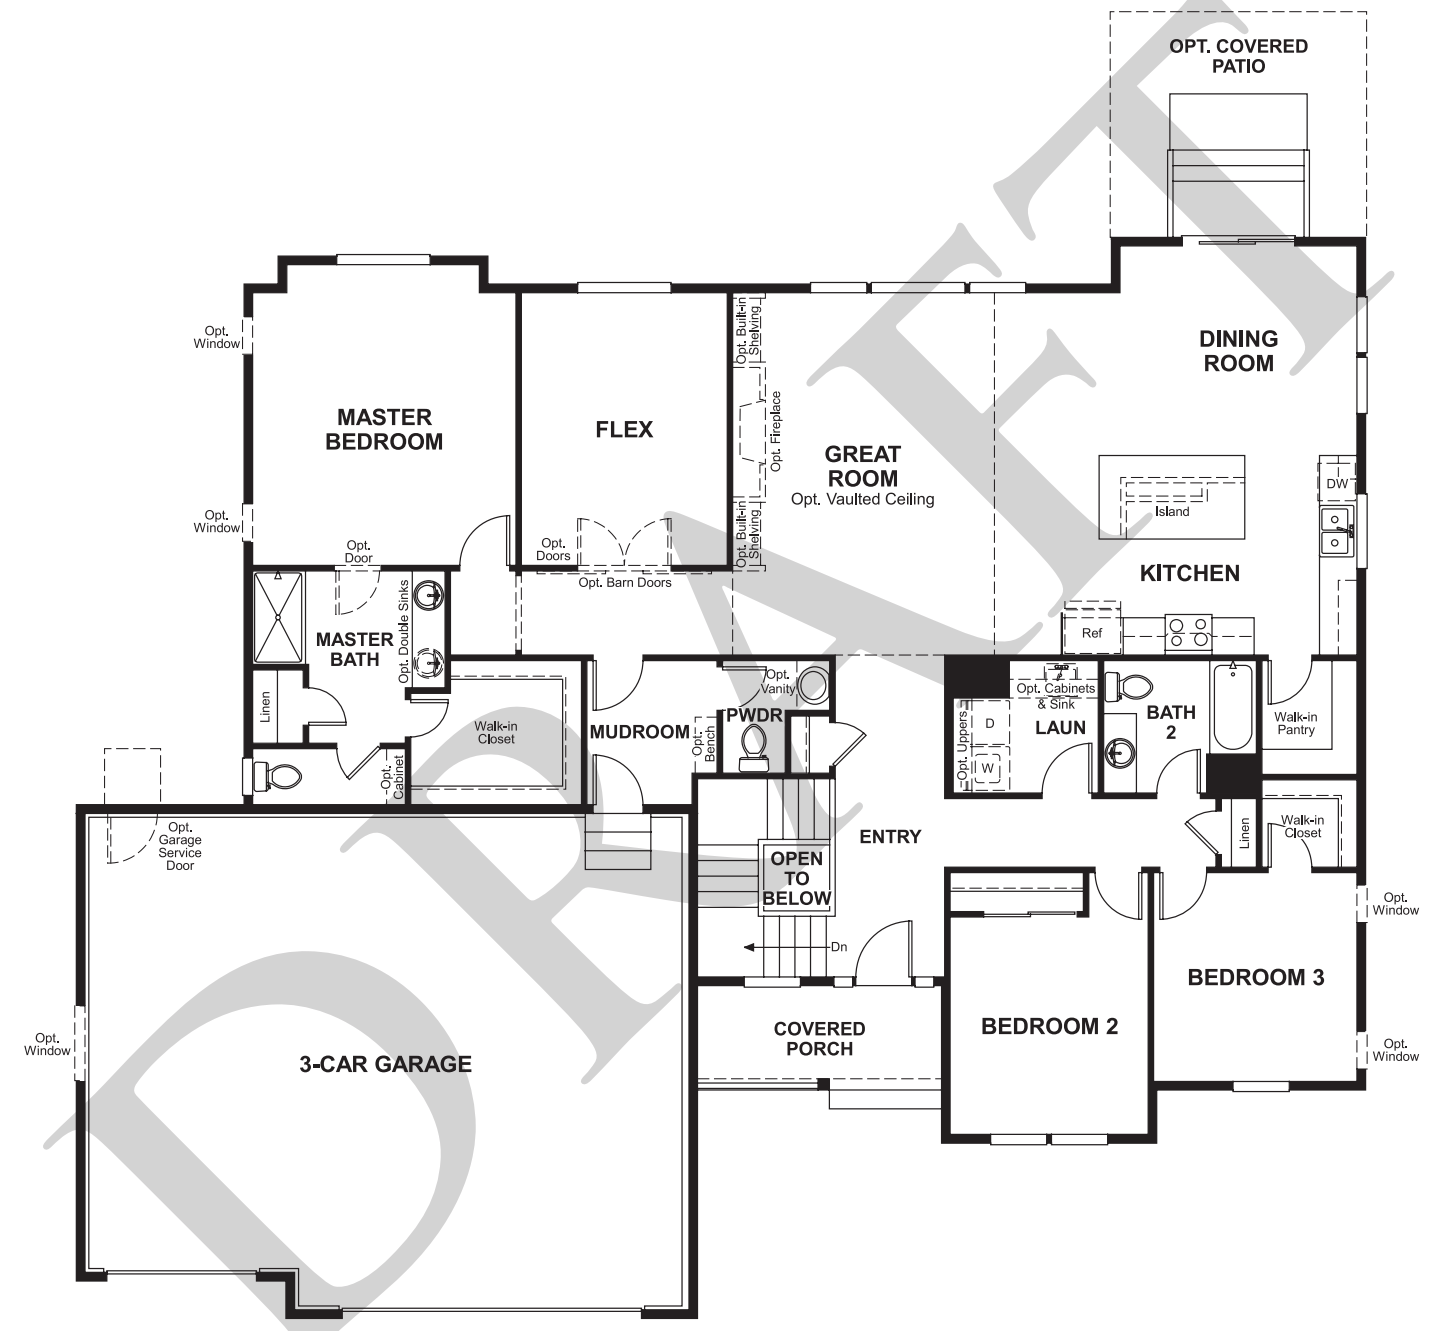 OPT. COVERED
PATIO
Opt.
Window
MASTER
BEDROOM
Opt.
Window
FLEX
Opt.
Doors
Opt. Barn Doors
Opt. Built-in
Shelving
Opt. Fireplace
Opt. Built-in
Shelving
GREAT
ROOM
Opt. Vaulted Ceiling
DINING
ROOM
Island
DW
KITCHEN
Ref
Opt.
Door
MASTER
BATH
Opt. Double Sinks
Linen
Walk-in
Closet
Opt.
Cabinet
MUDROOM
Opt.
Bench
PWDR
Opt.
Vanity
Opt. Cabinets
& Sink
LAUN
Opt. Uppers
D
W
BATH
2
Walk-in
Pantry
Linen
Walk-in
Closet
Opt.
Garage
Service
Door
OPEN
TO
BELOW
ENTRY
Dn
Opt.
Window
BEDROOM 3
BEDROOM 2
Opt.
Window
COVERED
PORCH
Opt.
Window
3-CAR GARAGE
DRAFT